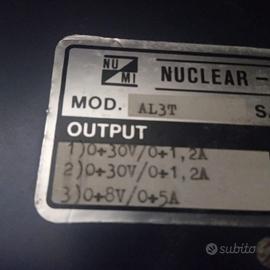 NU
MI
NUCLEAR -
MOD. AL3T S
OUTPUT
1)0÷30V/0÷1,2A
2)0÷30V/0÷1,2A
3)0÷8V/0÷5A
subito